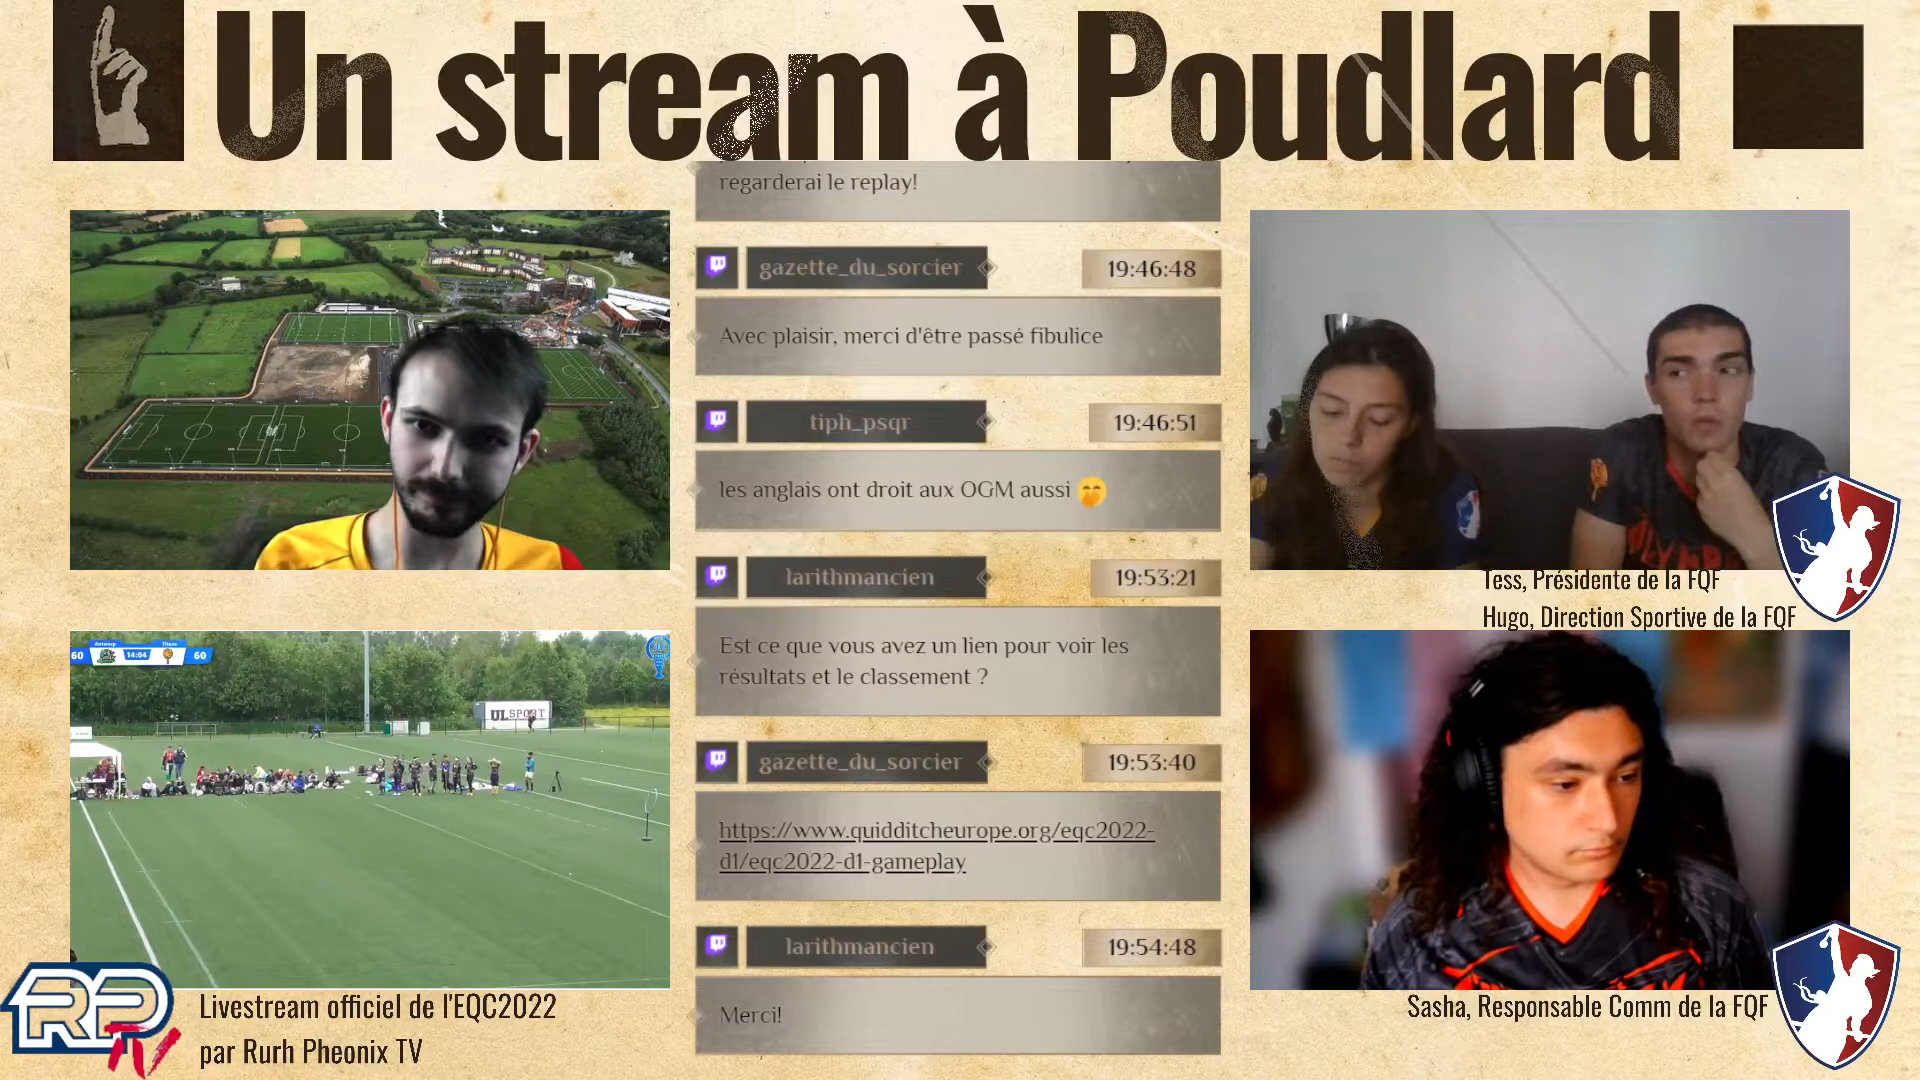 Un stream à Poudlard
regarderai le replay!
gazette_du_sorcier
19:46:48
Avec plaisir, merci d'être passé fibulice
tiph_psqr
19:46:51
les anglais ont droit aux OGM aussi
larithmancien
19:53:21
Est ce que vous avez un lien pour voir les
résultats et le classement ?
gazette_du_sorcier
19:53:40
https://www.quidditcheurope.org/eqc2022-
d1/eqc2022-d1-gameplay
larithmancien
19:54:48
Merci!
Antwerp
Titans
60
14:04
60
UL SPORT
RP
TV
Livestream officiel de l'EQC2022
par Rurh Pheonix TV
Tess, Présidente de la FQF
Hugo, Direction Sportive de la FQF
Sasha, Responsable Comm de la FQF